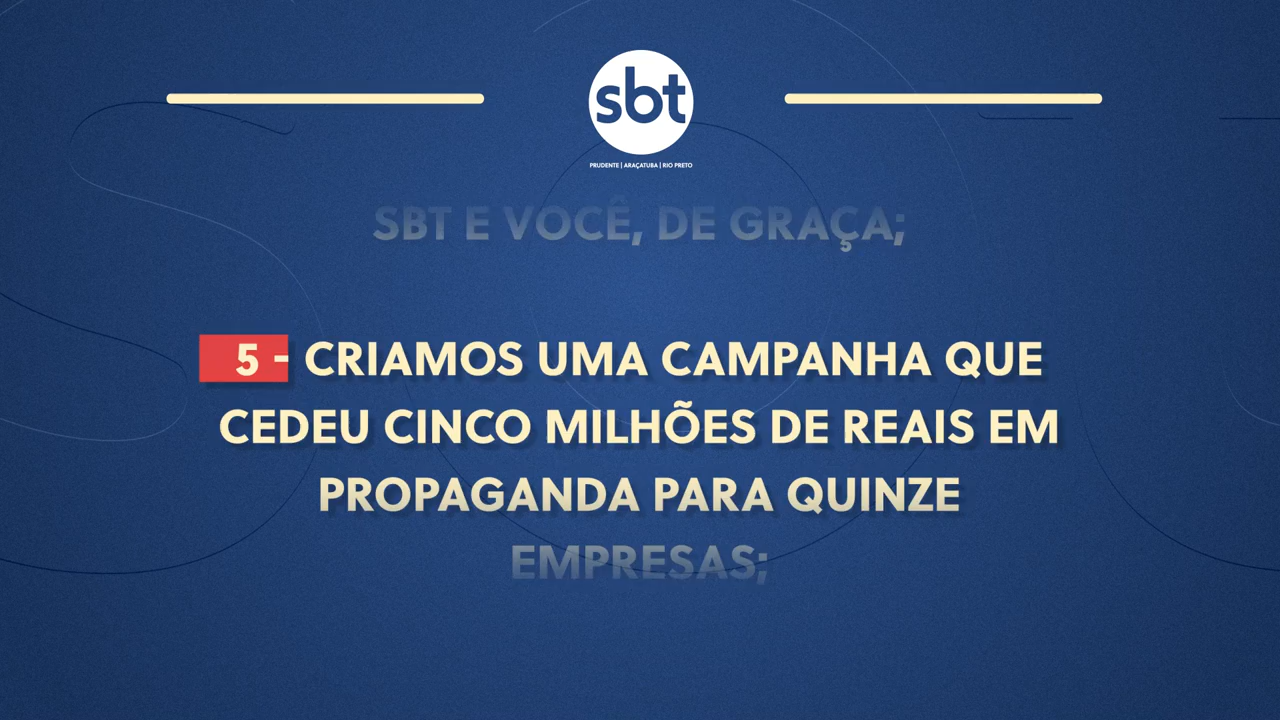 sbt
PRUDENTE | ARAÇATUBA | RIO PRETO
SBT E VOCÊ, DE GRAÇA;
5 - CRIAMOS UMA CAMPANHA QUE
CEDEU CINCO MILHÕES DE REAIS EM
PROPAGANDA PARA QUINZE
EMPRESAS;